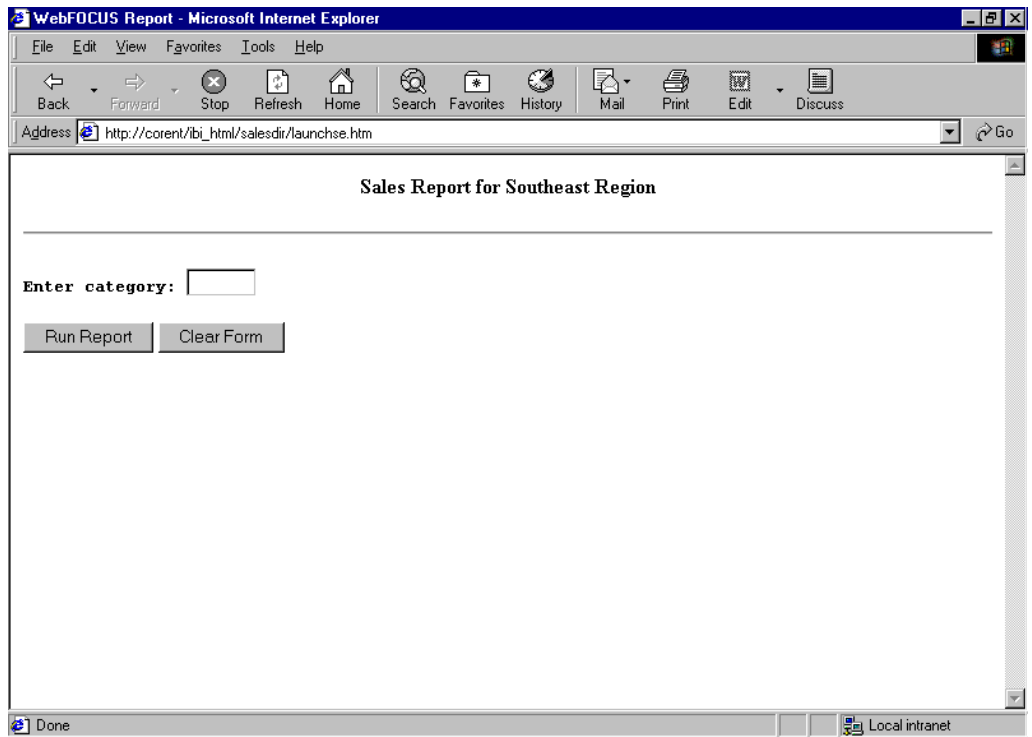 WebFOCUS Report - Microsoft Internet Explorer
File Edit View Favorites Tools Help
Back Forward Stop Refresh Home Search Favorites History Mail Print Edit Discuss
Address http://corent/ibi_html/salesdir/launchse.htm Go
Sales Report for Southeast Region
Enter category:
Run Report Clear Form
Done Local intranet